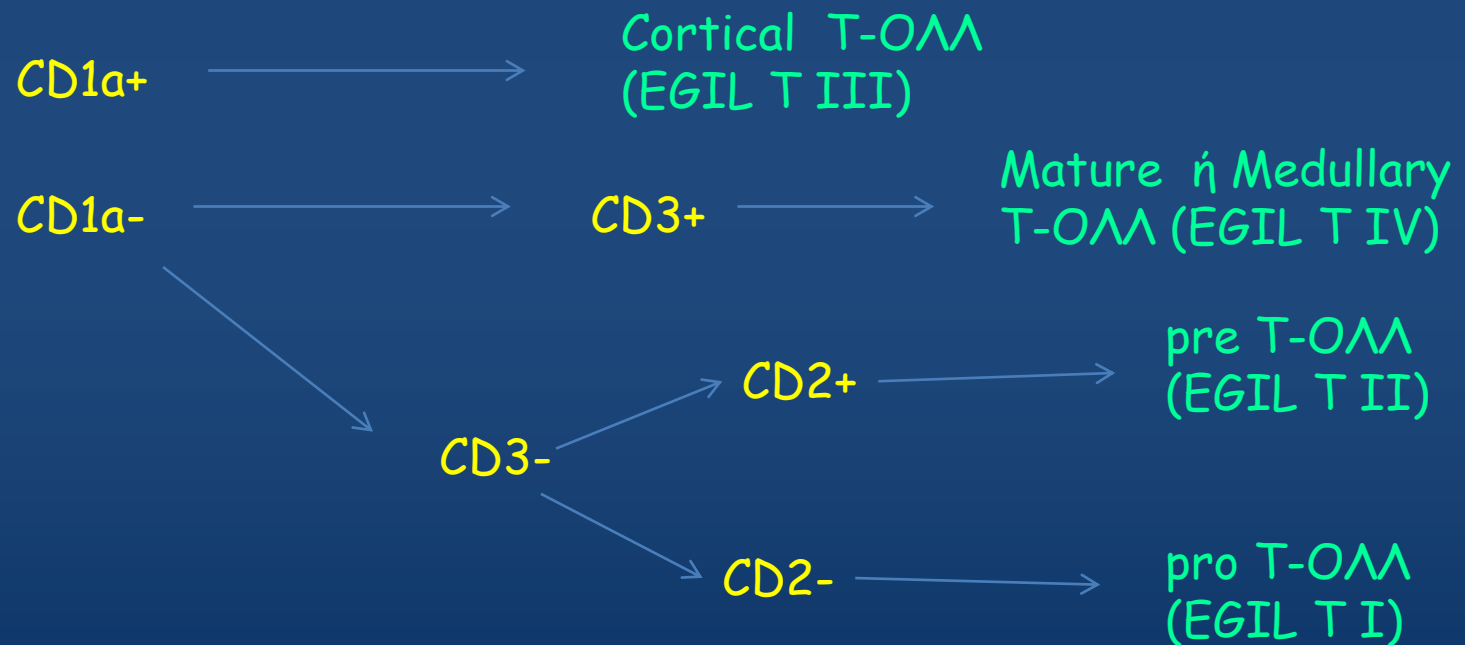 CD1a+
Cortical T-ΟΛΛ
(EGIL T III)
CD1a-
CD3+
Mature ή Medullary
T-ΟΛΛ (EGIL T IV)
CD3-
CD2+
pre T-ΟΛΛ
(EGIL T II)
CD2-
pro T-ΟΛΛ
(EGIL T I)